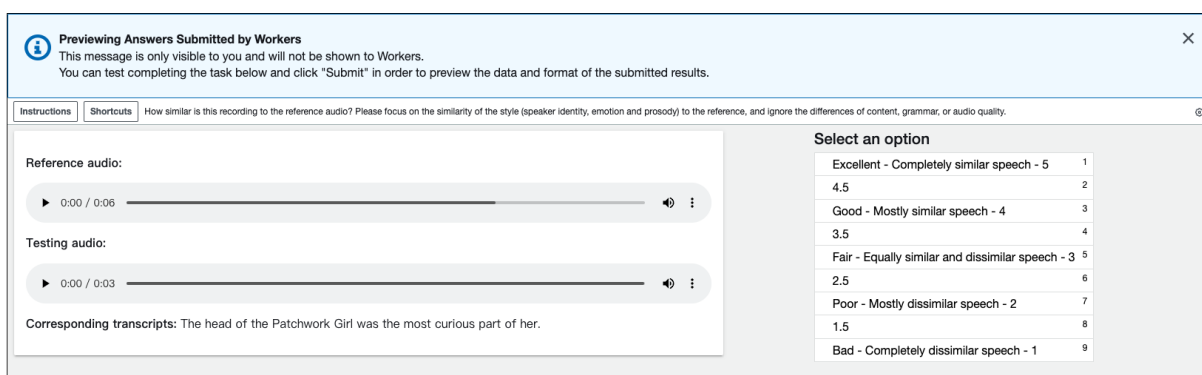 Previewing Answers Submitted by Workers
This message is only visible to you and will not be shown to Workers.
You can test completing the task below and click "Submit" in order to preview the data and format of the submitted results.
Instructions Shortcuts How similar is this recording to the reference audio? Please focus on the similarity of the style (speaker identity, emotion and prosody) to the reference, and ignore the differences of content, grammar, or audio quality.
Reference audio:
0:00 / 0:06
Testing audio:
0:00 / 0:03
Corresponding transcripts: The head of the Patchwork Girl was the most curious part of her.
Select an option
Excellent - Completely similar speech - 5 1
4.5 2
Good - Mostly similar speech - 4 3
3.5 4
Fair - Equally similar and dissimilar speech - 3 5
2.5 6
Poor - Mostly dissimilar speech - 2 7
1.5 8
Bad - Completely dissimilar speech - 1 9